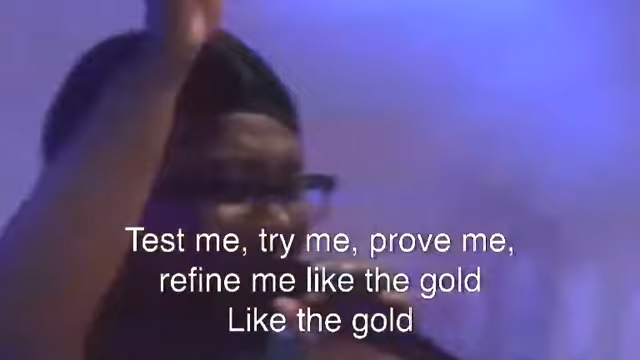 Test me, try me, prove me,
refine me like the gold
Like the gold